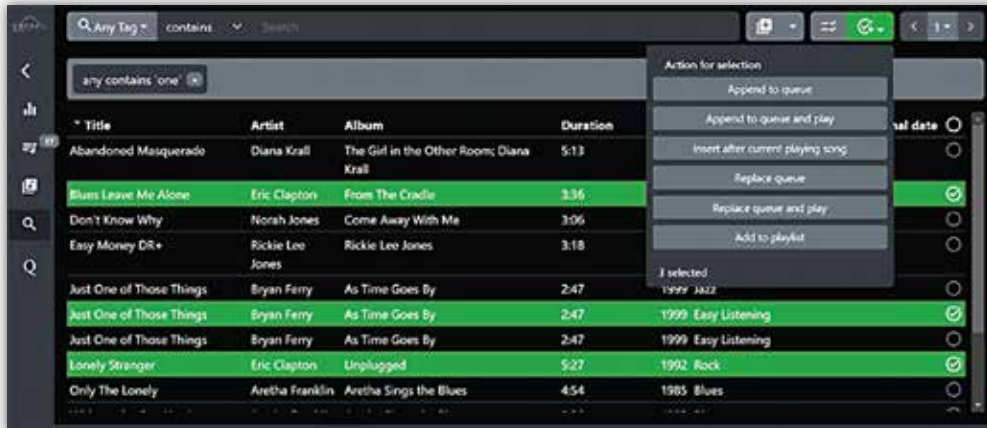 Any Tag contains Search
1
any contains 'one'
Action for selection
Append to queue
Append to queue and play
Insert after current playing song
Replace queue
Replace queue and play
Add to playlist
3 selected
Title Artist Album Duration nal date
Abandoned Masquerade Diana Krall The Girl in the Other Room; Diana 5:13
Krall
Blues Leave Me Alone Eric Clapton From The Cradle 3:36
Don't Know Why Norah Jones Come Away With Me 3:06
Easy Money DR+ Rickie Lee Rickie Lee Jones 3:18
Jones
Just One of Those Things Bryan Ferry As Time Goes By 2:47 1999 Jazz
Just One of Those Things Bryan Ferry As Time Goes By 2:47 1999 Easy Listening
Just One of Those Things Bryan Ferry As Time Goes By 2:47 1999 Easy Listening
Lonely Stranger Eric Clapton Unplugged 5:27 1992 Rock
Only The Lonely Aretha Franklin Aretha Sings the Blues 4:54 1985 Blues